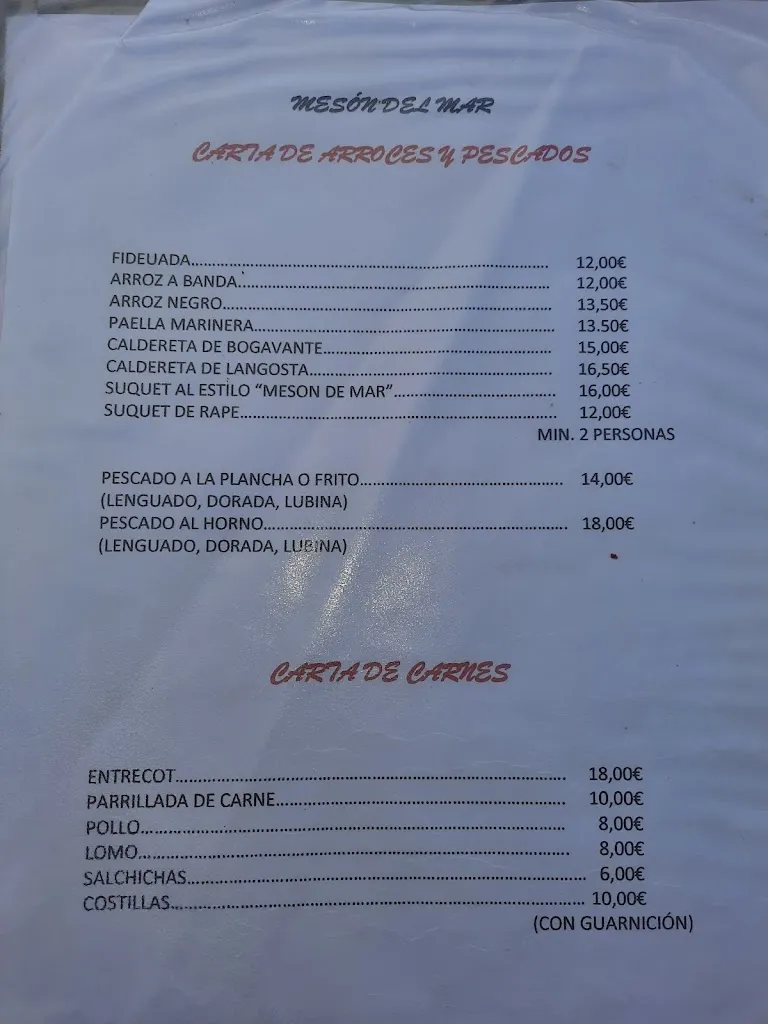 MESÓN DEL MAR
CARTA DE ARROCES Y PESCADOS
FIDEUADA.................................................................... 12,00€
ARROZ A BANDA.................................................................... 12,00€
ARROZ NEGRO.................................................................... 13,50€
PAELLA MARINERA.................................................................... 13.50€
CALDERETA DE BOGAVANTE.................................................... 15,00€
CALDERETA DE LANGOSTA...................................................... 16,50€
SUQUET AL ESTILO “MESON DE MAR”.................................... 16,00€
SUQUET DE RAPE.................................................................... 12,00€
MIN. 2 PERSONAS
PESCADO A LA PLANCHA O FRITO............................................. 14,00€
(LENGUADO, DORADA, LUBINA)
PESCADO AL HORNO.................................................................... 18,00€
(LENGUADO, DORADA, LUBINA)
CARTA DE CARNES
ENTRECOT.................................................................... 18,00€
PARRILLADA DE CARNE.............................................................. 10,00€
POLLO.................................................................... 8,00€
LOMO.................................................................... 8,00€
SALCHICHAS.................................................................... 6,00€
COSTILLAS.................................................................... 10,00€
(CON GUARNICIÓN)